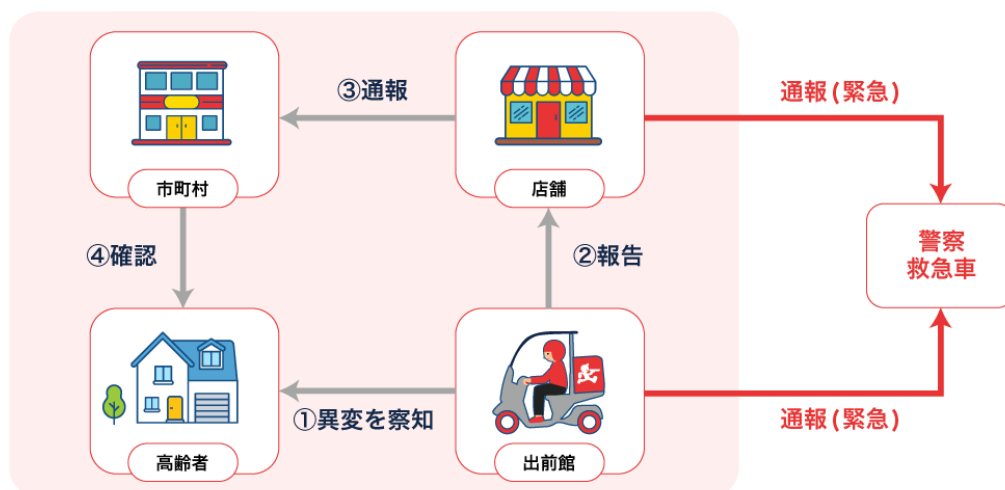 ③通報
通報(緊急)
市町村
店舗
④確認
②報告
警察
救急車
①異変を察知
通報(緊急)
高齢者
出前館